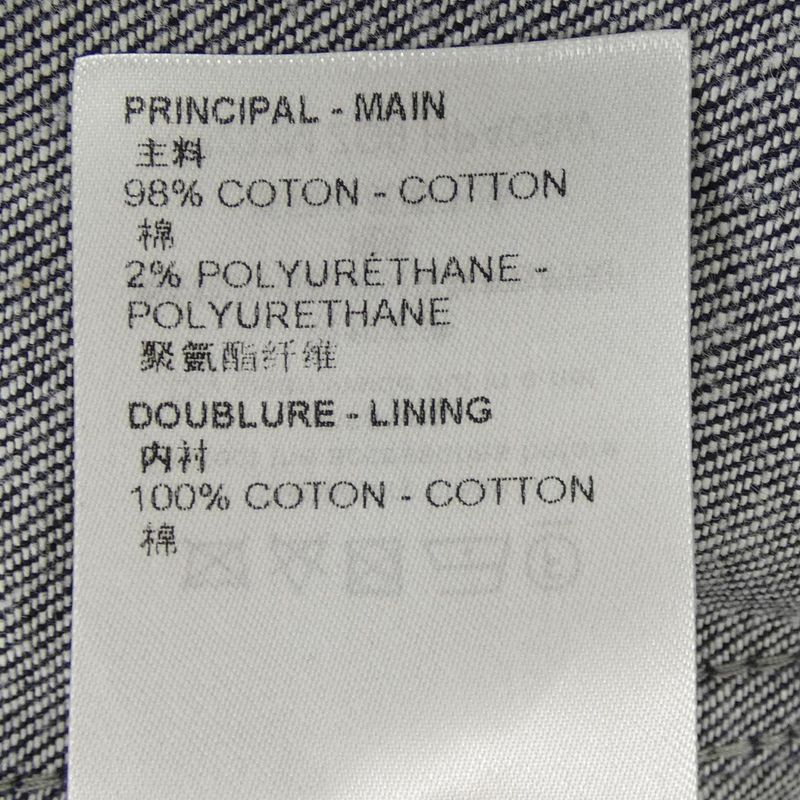 PRINCIPAL - MAIN
主料
98% COTON - COTTON
棉
2% POLYURÉTHANE -
POLYURETHANE
聚氨酯纤维
DOUBLURE - LINING
内衬
100% COTON - COTTON
棉